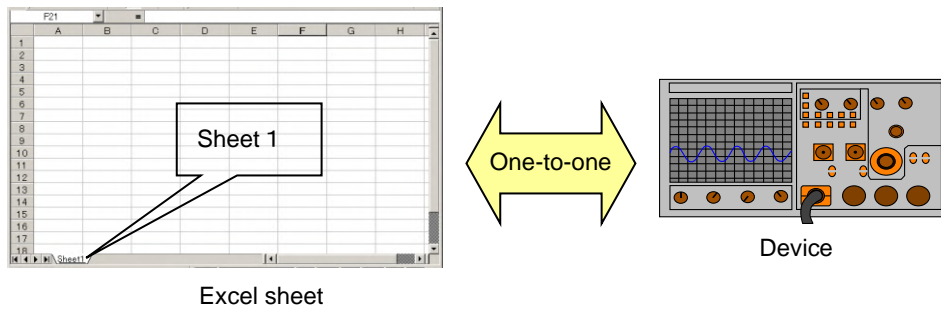 F21 =
A B C D E F G H
1
2
3
4
5
6
7
8
9
10
11
12
13
14
15
16
17
18
Sheet 1
Sheet1
One-to-one
Device
Excel sheet